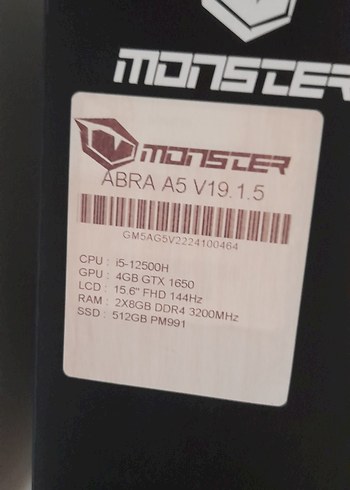 MONSTER
MONSTER
ABRA A5 V19.1.5
GM5AG5V2224100464
CPU : i5-12500H
GPU : 4GB GTX 1650
LCD : 15.6" FHD 144Hz
RAM : 2X8GB DDR4 3200MHz
SSD : 512GB PM991